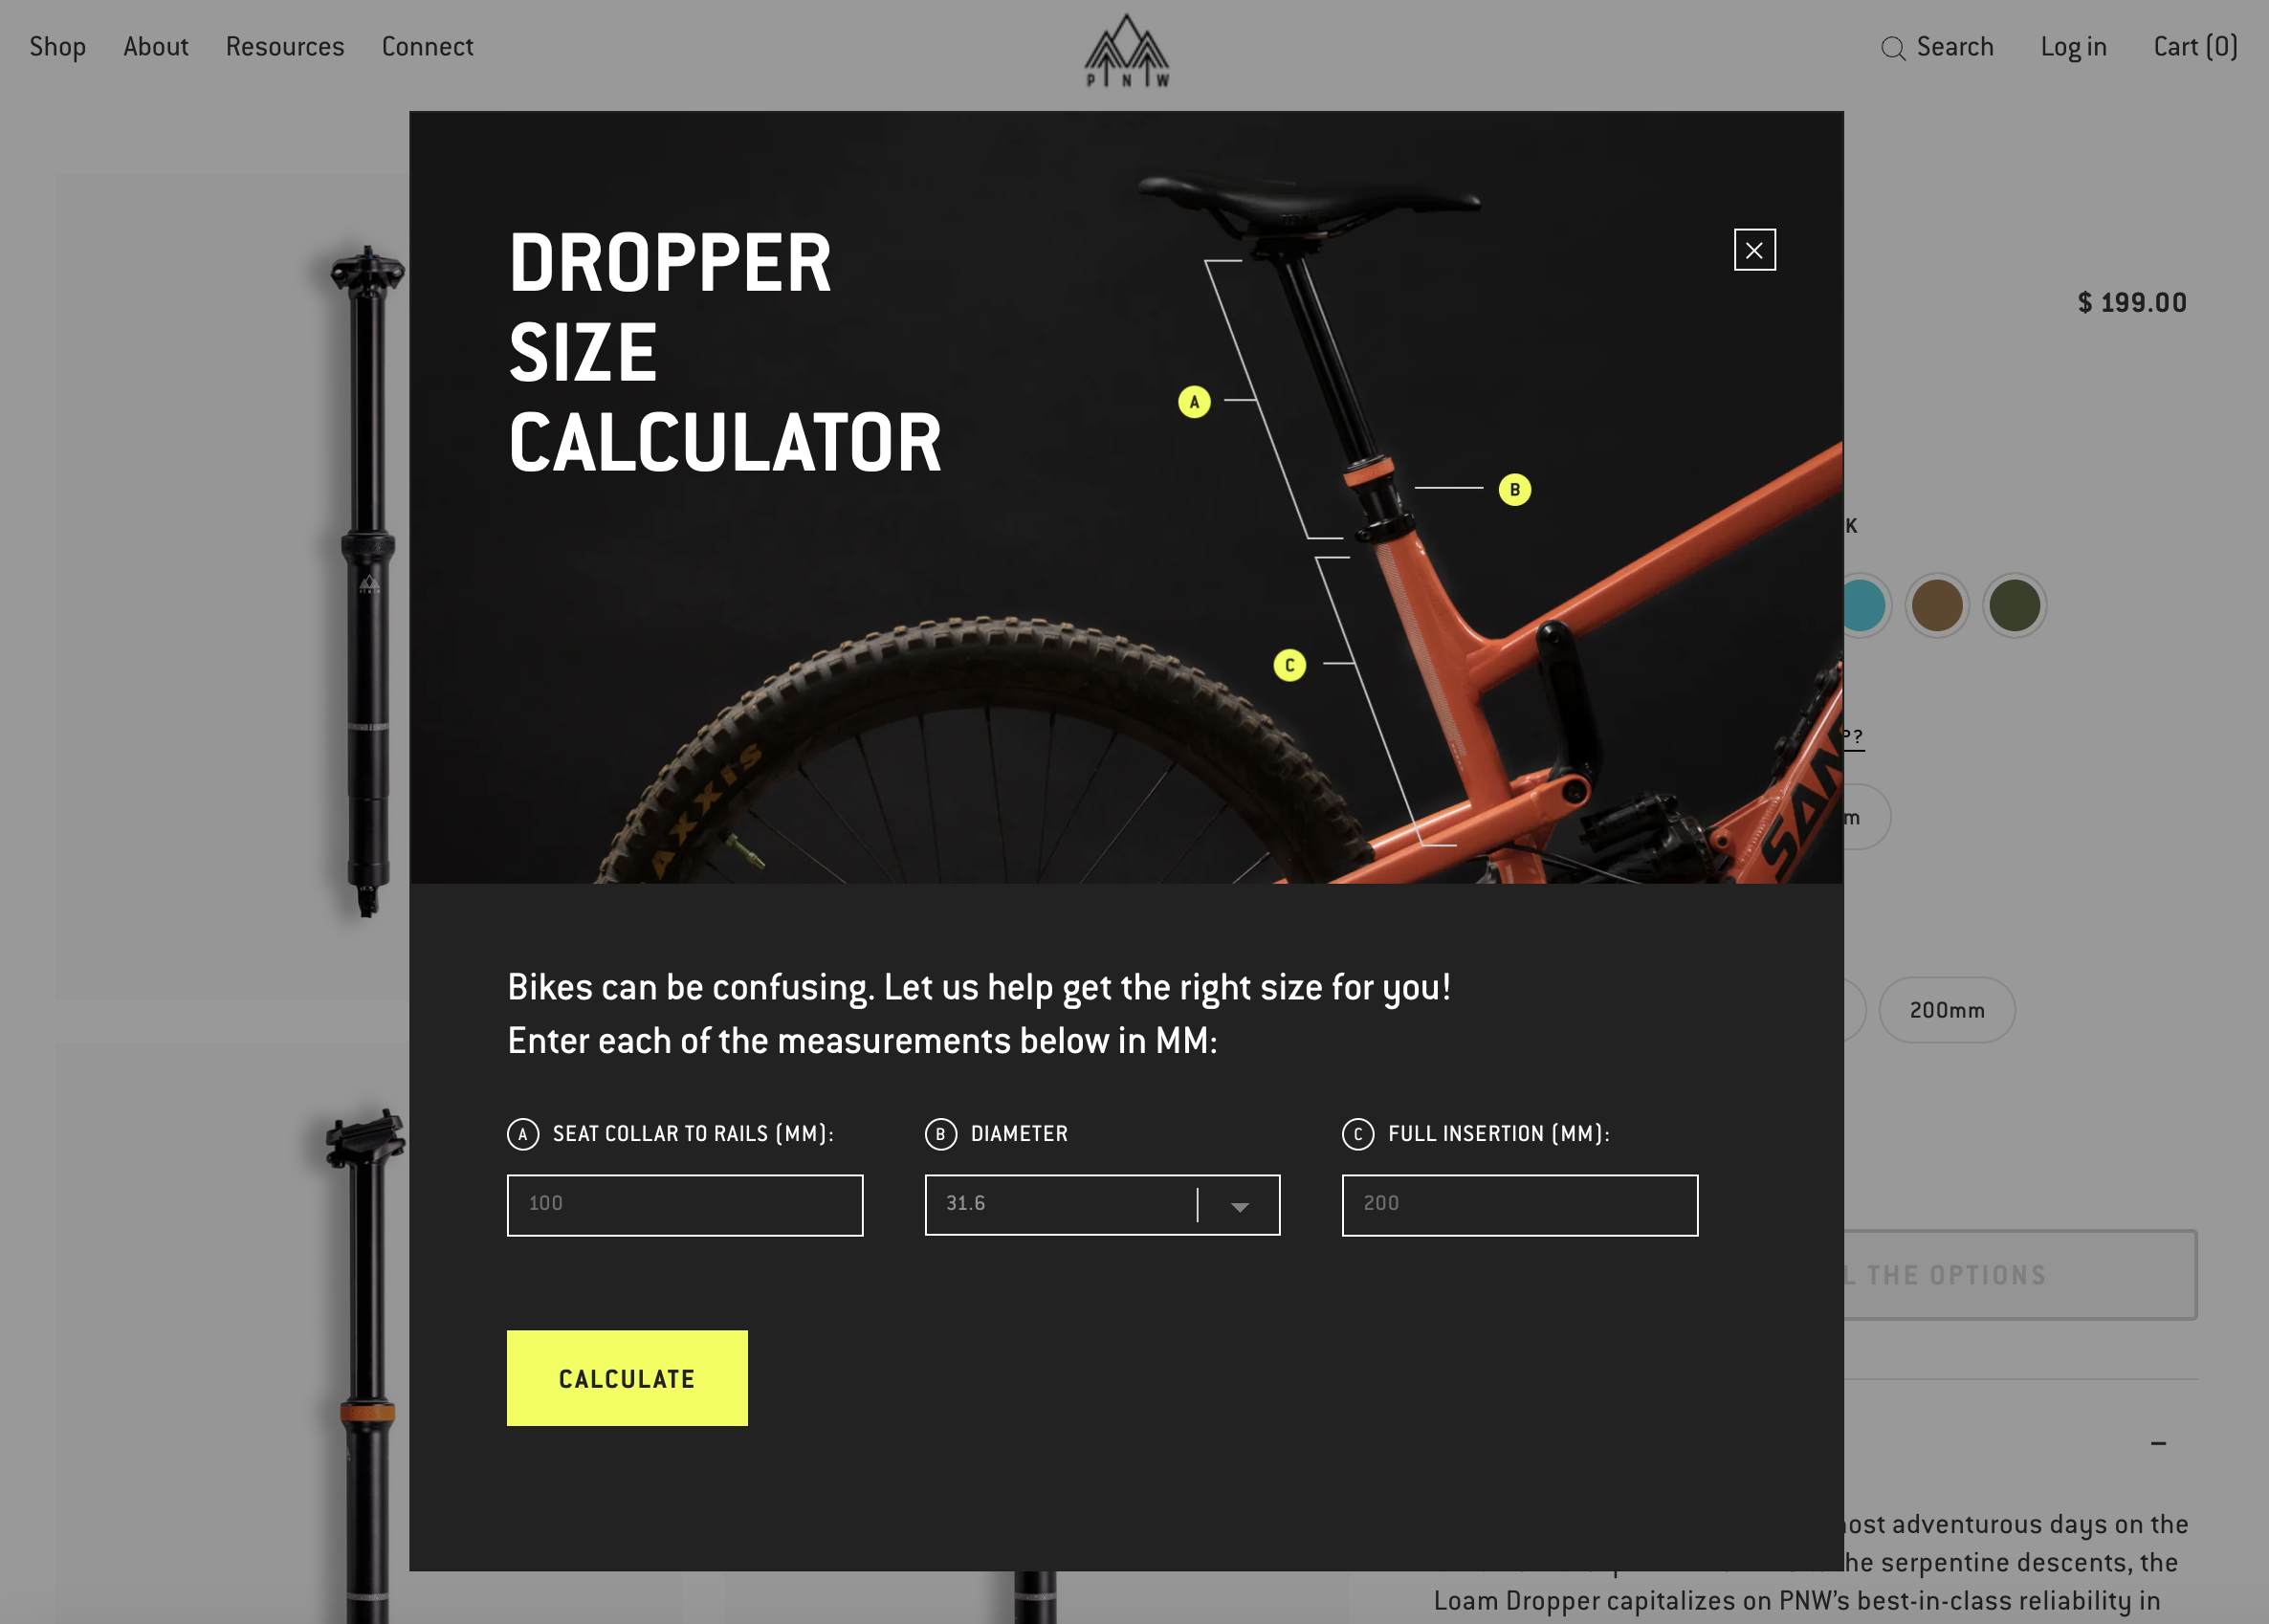 Shop About Resources Connect
PNW
Search Log in Cart (0)
DROPPER
SIZE
CALCULATOR
$ 199.00
A
B
K
C
P?
m
AXXIS
SAN
Bikes can be confusing. Let us help get the right size for you!
Enter each of the measurements below in MM:
200mm
A SEAT COLLAR TO RAILS (MM):
B DIAMETER
C FULL INSERTION (MM):
100
31.6
200
L THE OPTIONS
CALCULATE
ost adventurous days on the
he serpentine descents, the
Loam Dropper capitalizes on PNW’s best-in-class reliability in